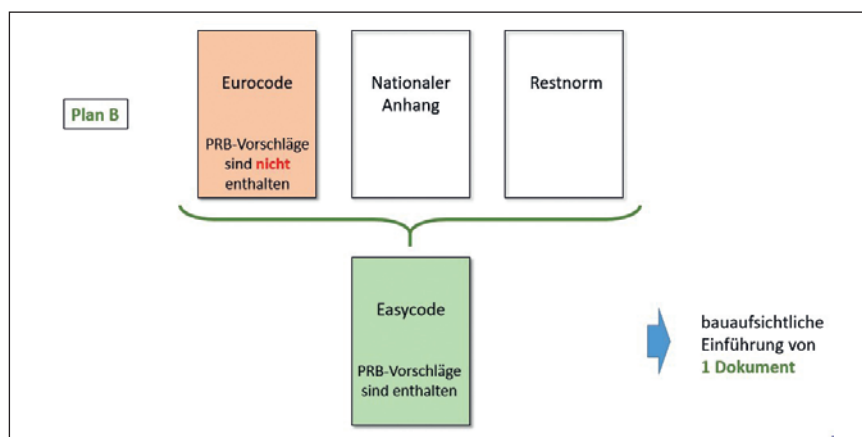 Plan B
Eurocode
PRB-Vorschläge
sind nicht
enthalten
Nationaler
Anhang
Restnorm
Easycode
PRB-Vorschläge
sind enthalten
bauaufsichtliche
Einführung von
1 Dokument